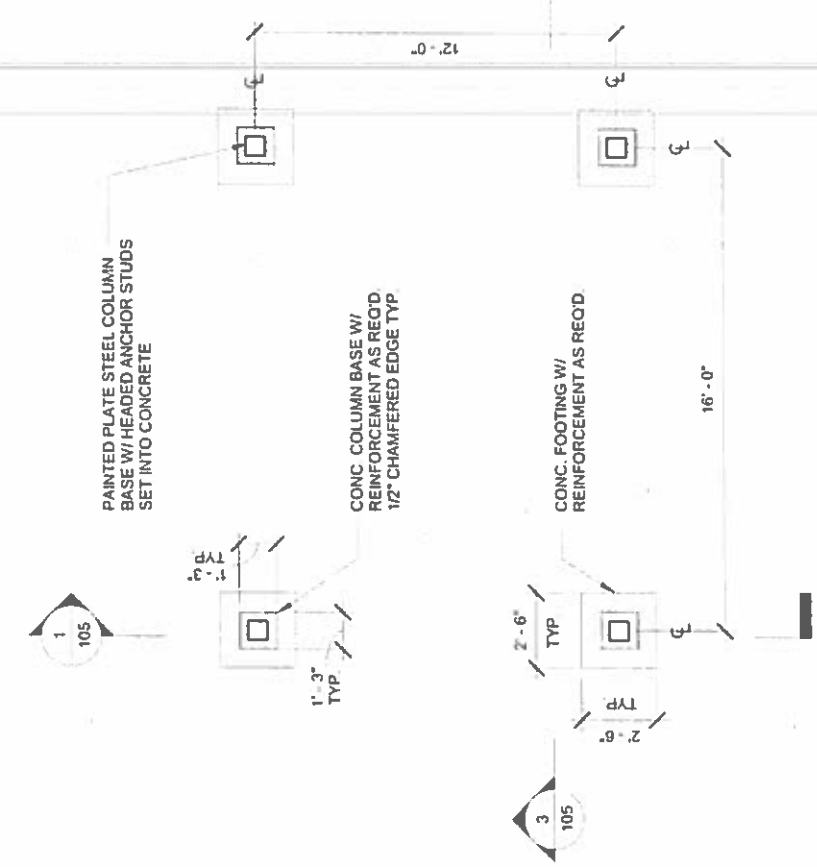 12' - 0"
℄
℄
PAINTED PLATE STEEL COLUMN
BASE W/ HEADED ANCHOR STUDS
SET INTO CONCRETE
℄
CONC COLUMN BASE W/
REINFORCEMENT AS REQ'D.
1/2" CHAMFERED EDGE TYP.
CONC. FOOTING W/
REINFORCEMENT AS REQ'D.
16' - 0"
1' - 3"
TYP
1
105
1' - 3"
TYP.
2' - 6"
TYP
℄
2' - 6"
TYP
3
105